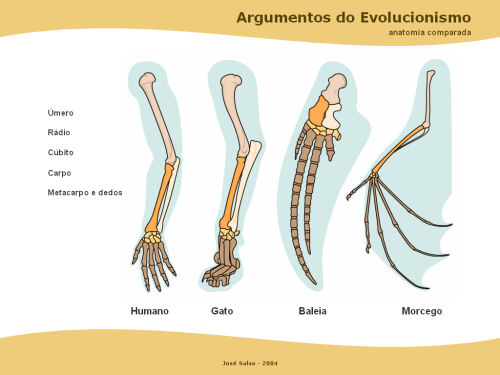 Argumentos do Evolucionismo
anatomia comparada
Úmero
Rádio
Cúbito
Carpo
Metacarpo e dedos
Humano Gato Baleia Morcego
José Salsa - 2004